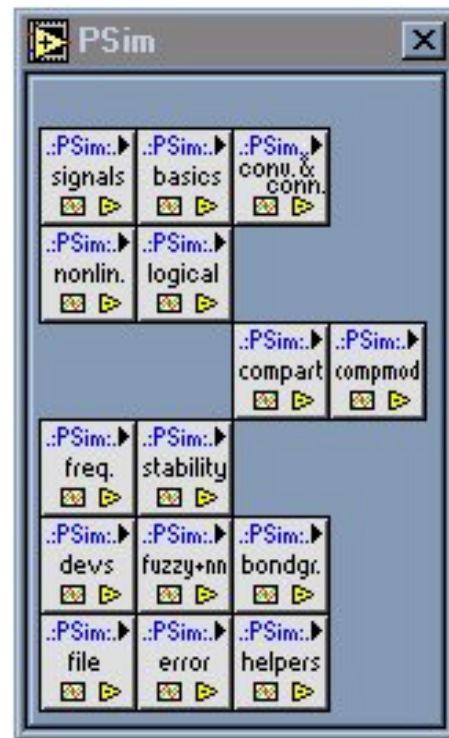 PSim
.:PSim:. .:PSim:. .:PSim.
signals basics conv. & conn.
.:PSim:. .:PSim:.
nonlin. logical
.:PSim:. .:PSim:.
compart compmod
.:PSim:. .:PSim:.
freq. stability
.:PSim:. .:PSim:. .:PSim:.
devs fuzzy+nn bondgr.
.:PSim:. .:PSim:. .:PSim:.
file error helpers